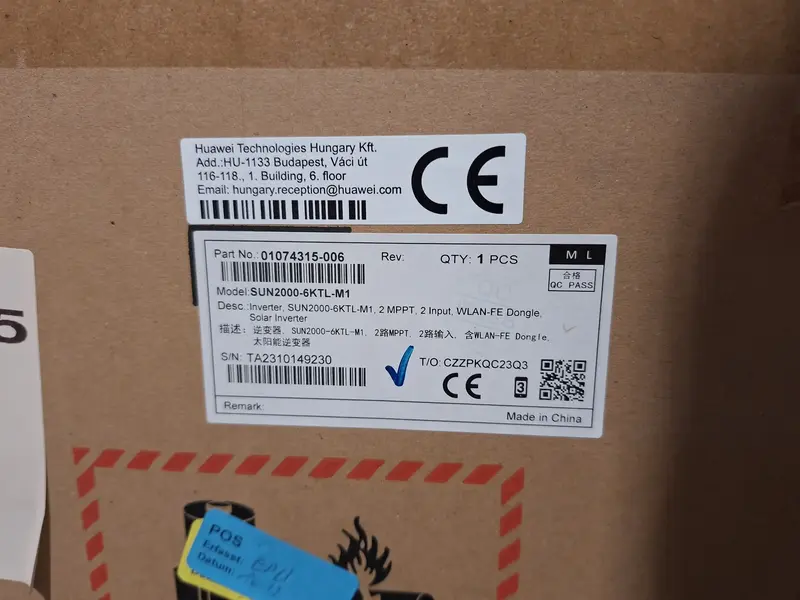 Huawei Technologies Hungary Kft.
Add.:HU-1133 Budapest, Váci út
116-118., 1. Building, 6. floor
Email: hungary.reception@huawei.com
CE
Part No.: 01074315-006 Rev: QTY: 1 PCS M L
合格
QC PASS
Model: SUN2000-6KTL-M1
Desc.: Inverter, SUN2000-6KTL-M1, 2 MPPT, 2 Input, WLAN-FE Dongle,
Solar Inverter
描述: 逆变器, SUN2000-6KTL-M1, 2路MPPT, 2路输入, 含WLAN-FE Dongle,
太阳能逆变器
S/N: TA2310149230 T/O: CZZPKQC23Q3
CE 3
Remark: Made in China
5
POS
Erfasst:
Datum: